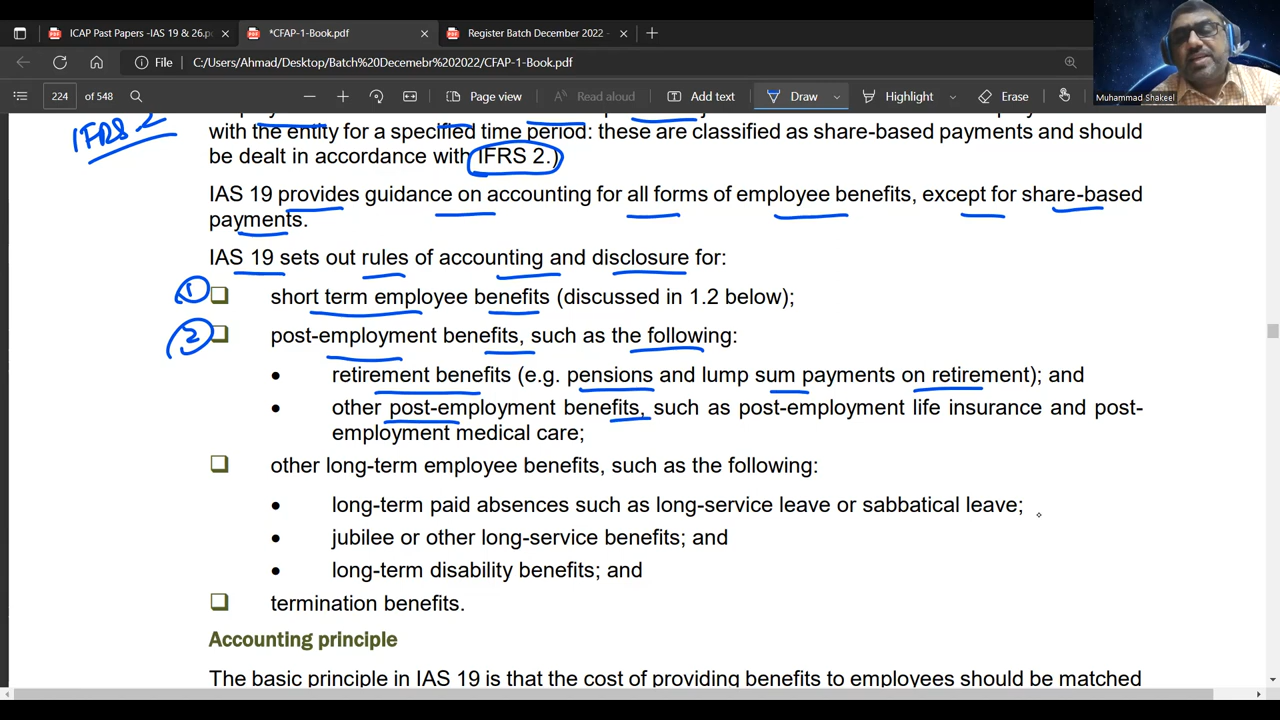 ICAP Past Papers -IAS 19 & 26.pdf
*CFAP-1-Book.pdf
Register Batch December 2022 -
File
C:/Users/Ahmad/Desktop/Batch%20Decemebr%202022/CFAP-1-Book.pdf
224 of 548
Page view
Read aloud
Add text
Draw
Highlight
Erase
Muhammad Shakeel
IFRS 2
with the entity for a specified time period: these are classified as share-based payments and should
be dealt in accordance with IFRS 2.)
IAS 19 provides guidance on accounting for all forms of employee benefits, except for share-based
payments.
IAS 19 sets out rules of accounting and disclosure for:
1
short term employee benefits (discussed in 1.2 below);
2
post-employment benefits, such as the following:
• retirement benefits (e.g. pensions and lump sum payments on retirement); and
• other post-employment benefits, such as post-employment life insurance and post-
employment medical care;
other long-term employee benefits, such as the following:
• long-term paid absences such as long-service leave or sabbatical leave;
• jubilee or other long-service benefits; and
• long-term disability benefits; and
termination benefits.
Accounting principle
The basic principle in IAS 19 is that the cost of providing benefits to employees should be matched